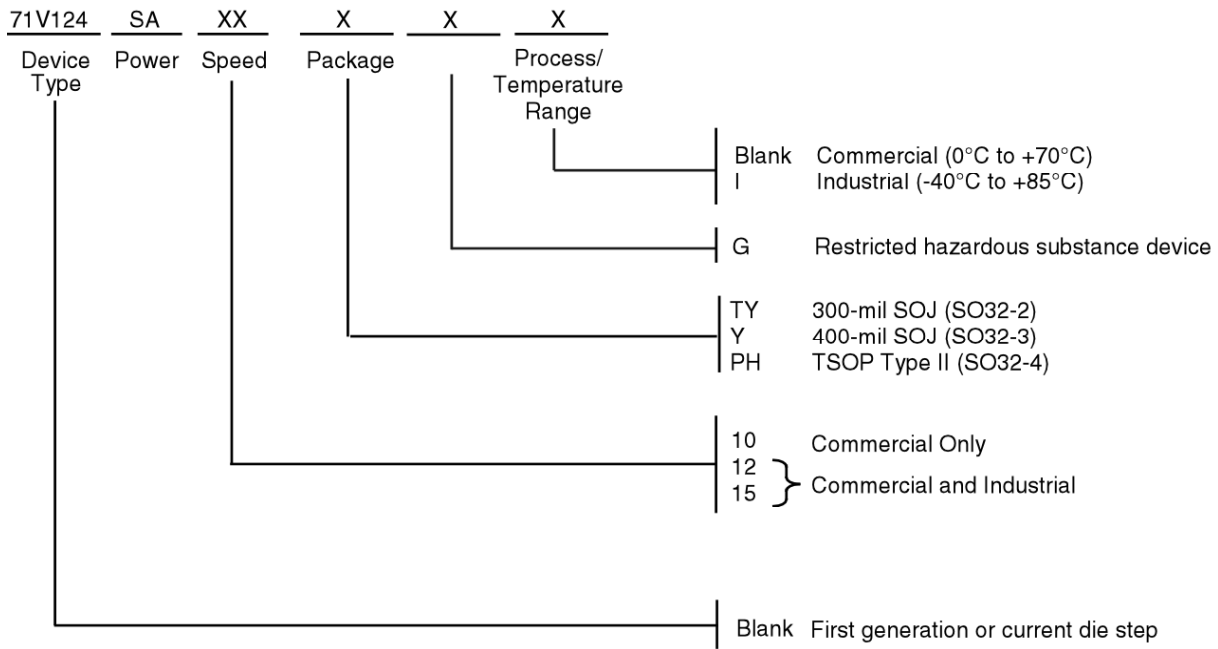 71V124 SA XX X X X
Device Type Power Speed Package Process/ Temperature Range
Blank Commercial (0°C to +70°C)
I Industrial (-40°C to +85°C)
G Restricted hazardous substance device
TY 300-mil SOJ (SO32-2)
Y 400-mil SOJ (SO32-3)
PH TSOP Type II (SO32-4)
10 Commercial Only
12
15 Commercial and Industrial
Blank First generation or current die step